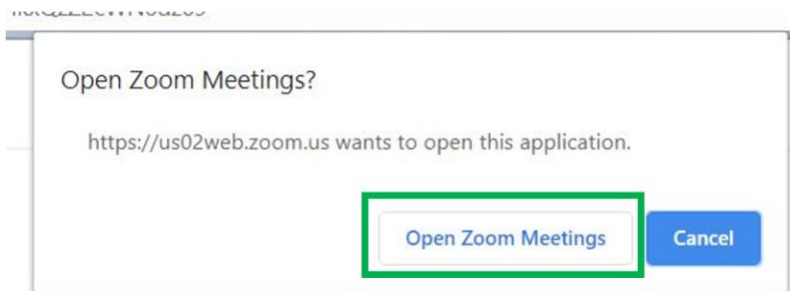 Open Zoom Meetings?
https://us02web.zoom.us wants to open this application.
Open Zoom Meetings Cancel